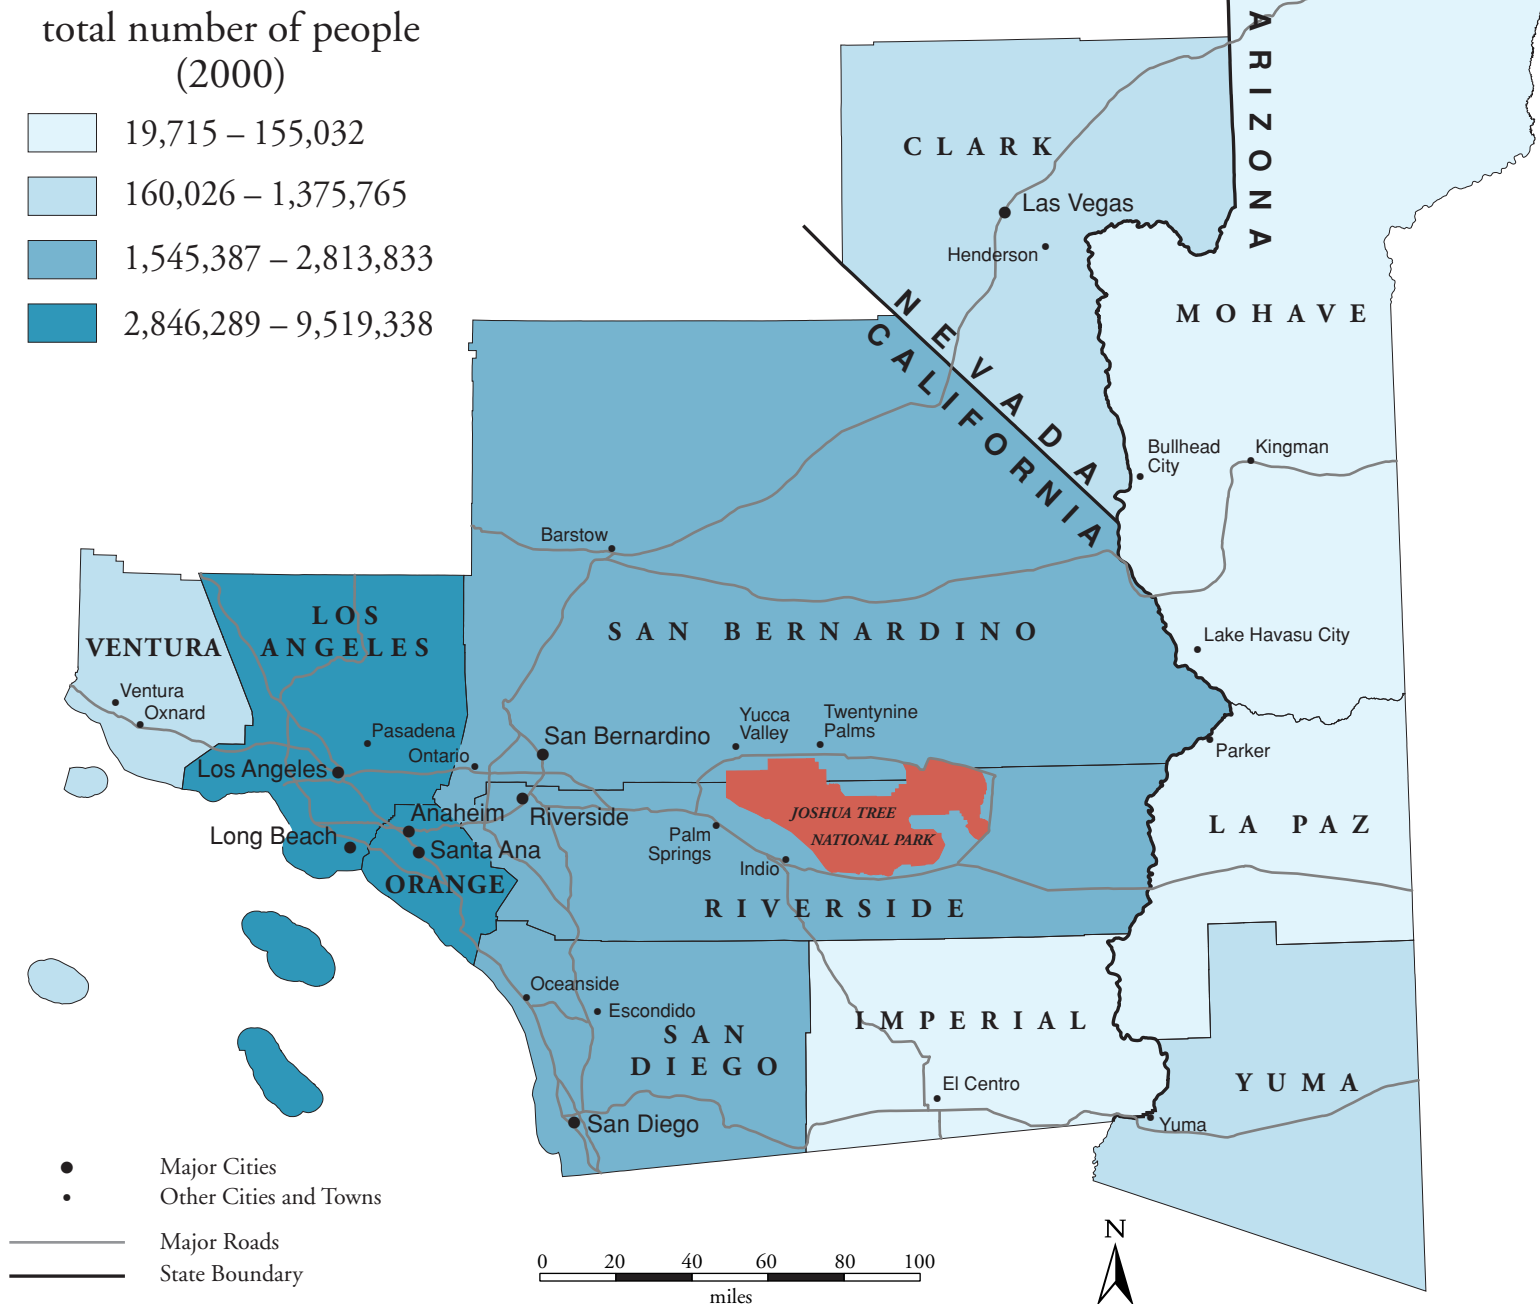 total number of people
(2000)
19,715 – 155,032
160,026 – 1,375,765
1,545,387 – 2,813,833
2,846,289 – 9,519,338
ARIZONA
CLARK
Las Vegas
Henderson
NEVADA
CALIFORNIA
MOHAVE
Bullhead
City
Kingman
Barstow
LOS
ANGELES
VENTURA
SAN BERNARDINO
Lake Havasu City
Ventura
Oxnard
Pasadena
Ontario
Los Angeles
San Bernardino
Yucca
Valley
Twentynine
Palms
Parker
Anaheim
Riverside
Long Beach
Santa Ana
ORANGE
Palm
Springs
Indio
JOSHUA TREE
NATIONAL PARK
LA PAZ
RIVERSIDE
Oceanside
Escondido
SAN
DIEGO
San Diego
IMPERIAL
El Centro
YUMA
Yuma
Major Cities
Other Cities and Towns
Major Roads
State Boundary
0 20 40 60 80 100
miles
N